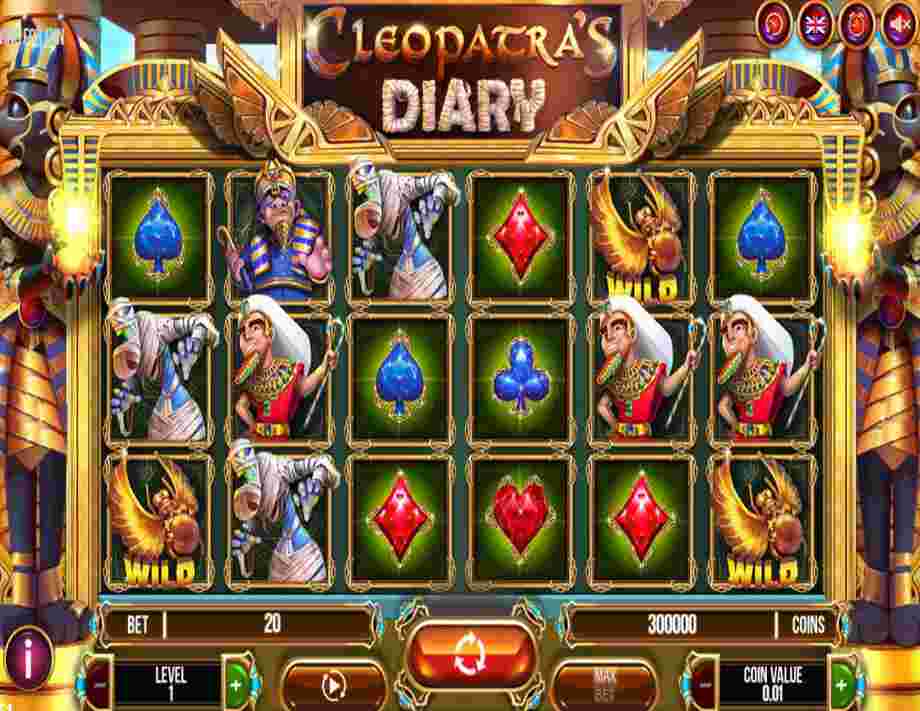 CLEOPATRA'S
DIARY
WILD
WILD
WILD
BET
20
300000
COINS
LEVEL
1
MAX
BET
COIN VALUE
0.01
i